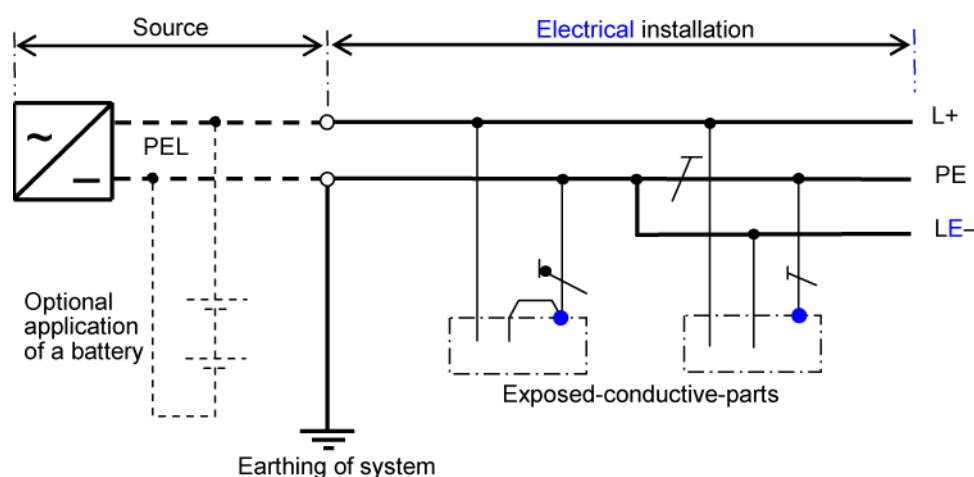 Source
Electrical installation
L+
PEL
PE
LE–
Optional
application
of a battery
Exposed-conductive-parts
Earthing of system